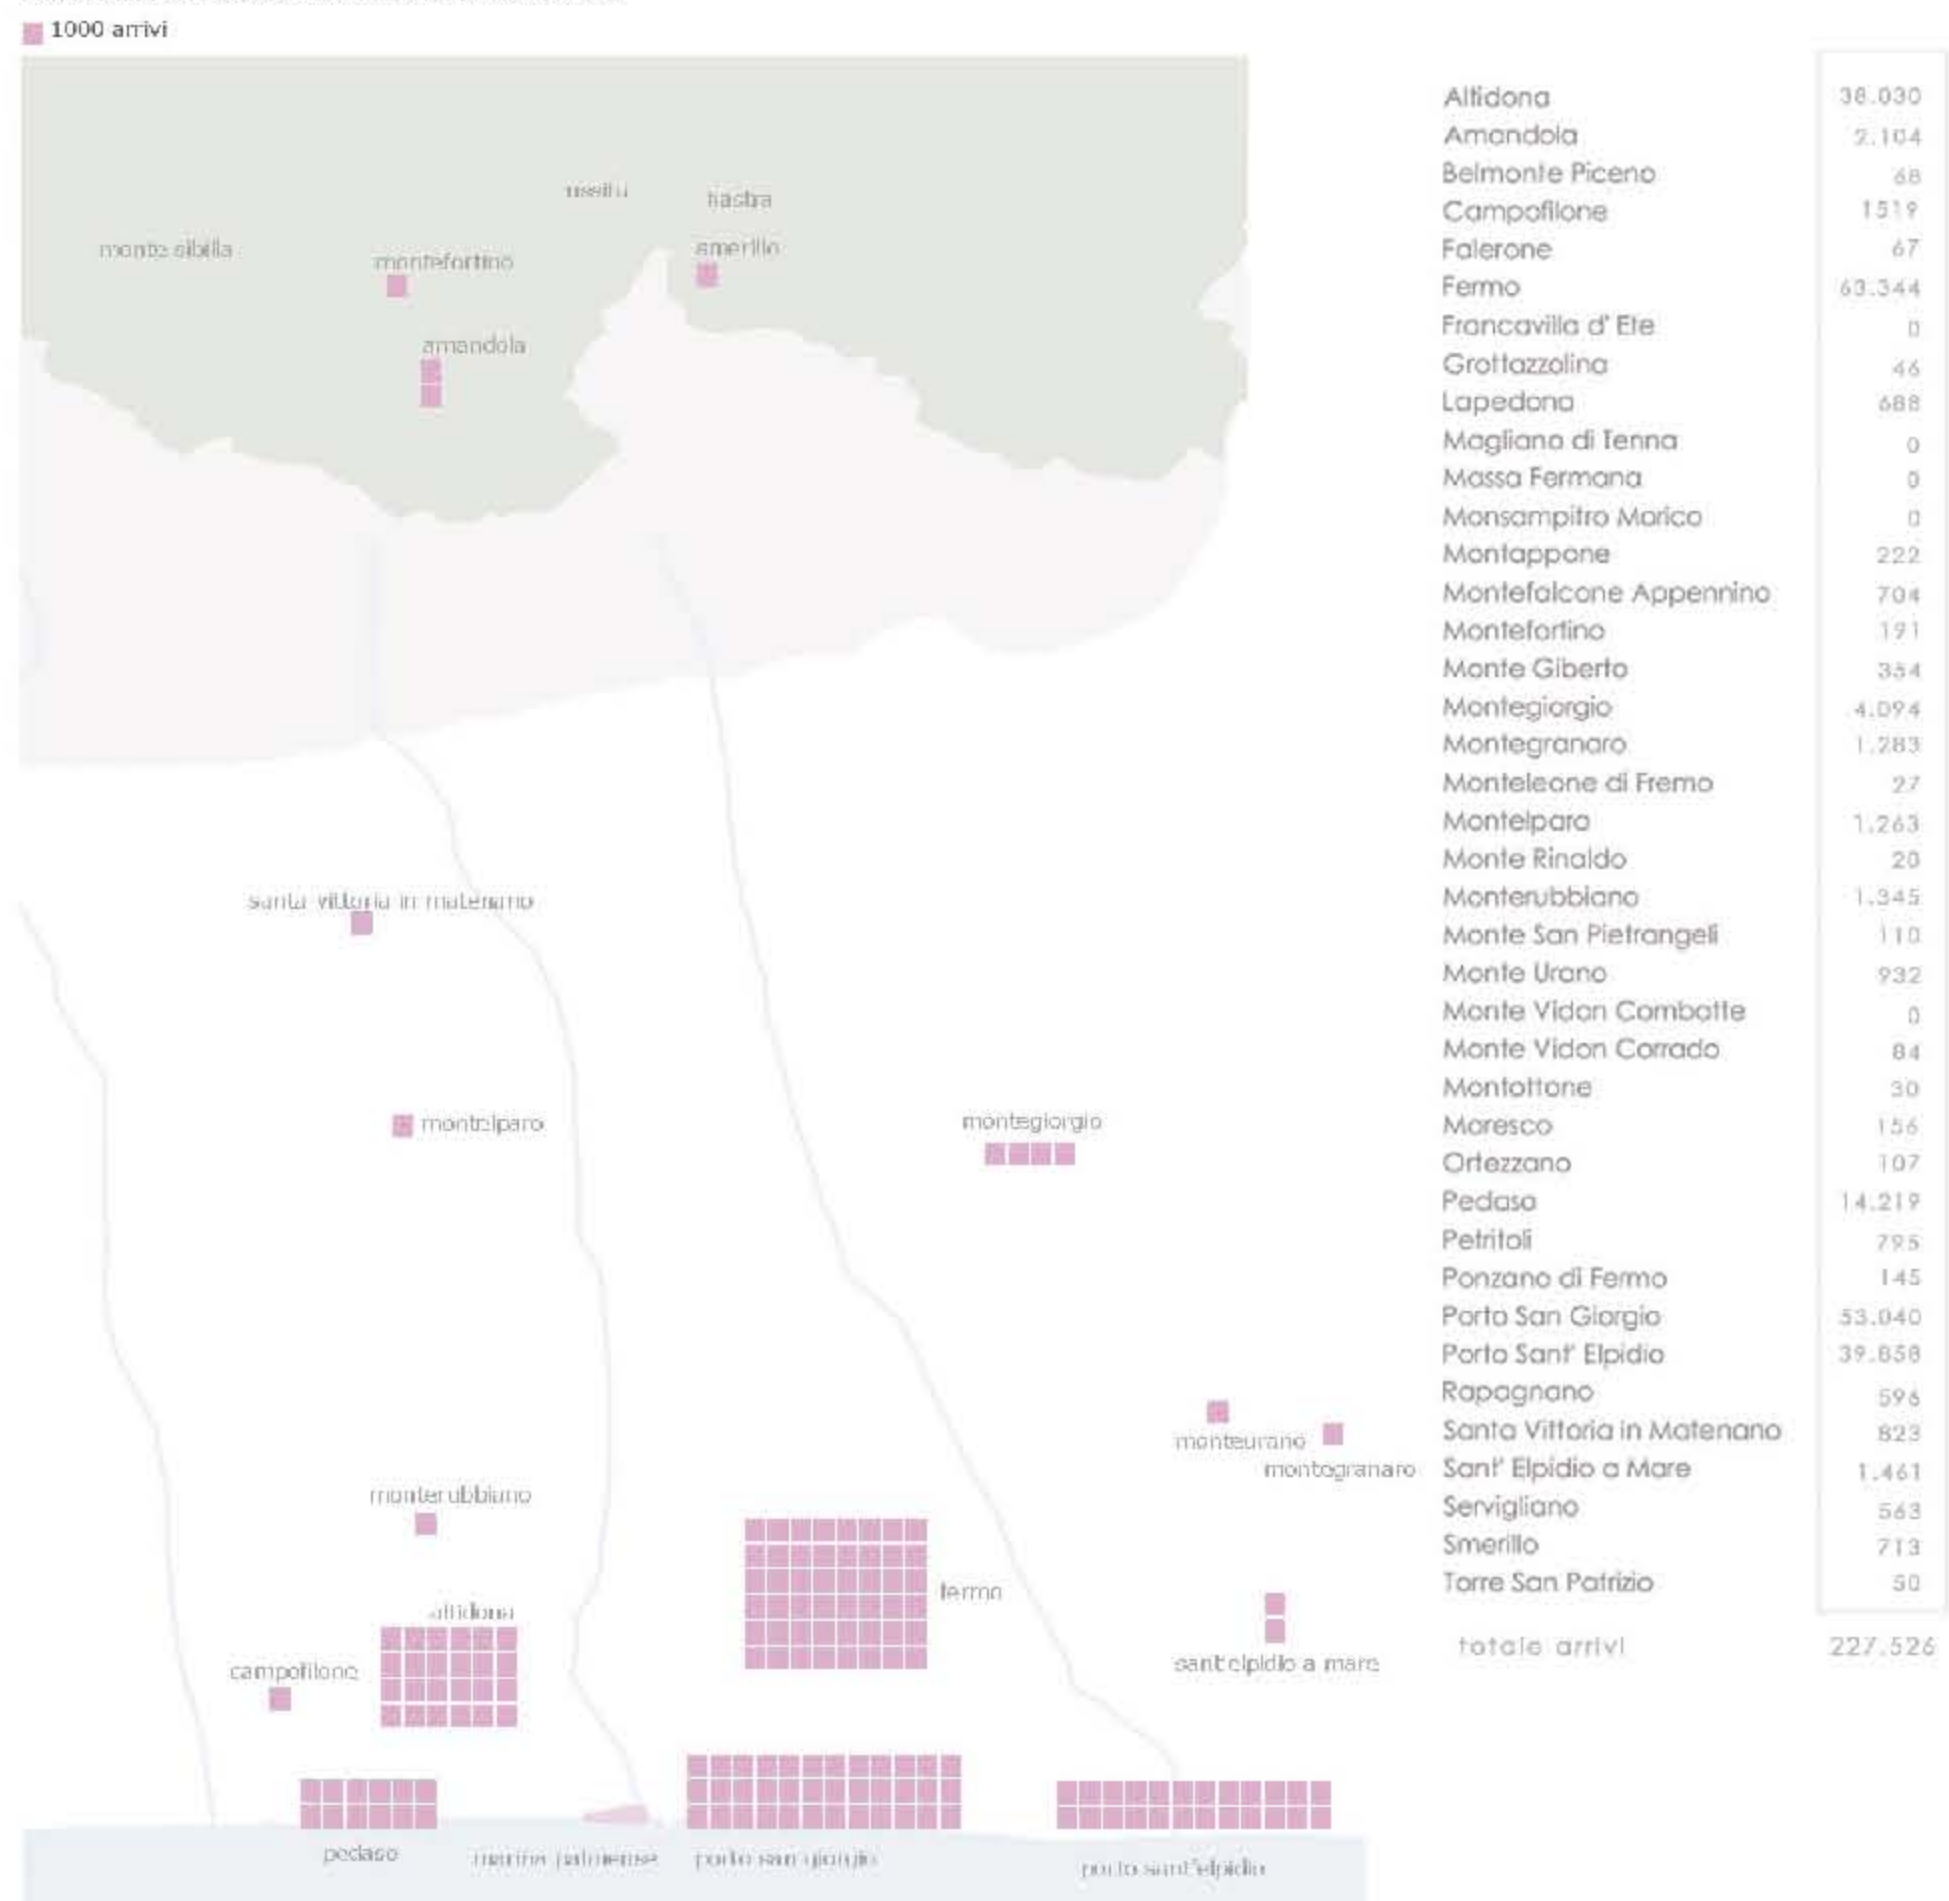 1000 arrivi
monte sibilla
montefortino
amerillo
amandola
santa vittoria in matenano
montelparo
montegiorgio
monteurano
montegranaro
monterubbiano
fermo
altidona
campofilone
sant'elpidio a mare
pedaso
marina palmense
porto san giorgio
porto sant'elpidio
Altidona 38.030
Amandola 2.104
Belmonte Piceno 68
Campofilone 1519
Falerone 67
Fermo 63.344
Francavilla d' Ete 0
Grottazzolina 46
Lapedona 688
Magliano di Tenna 0
Massa Fermana 0
Monsampitro Morico 0
Montappone 222
Montefalcone Appennino 704
Montefortino 191
Monte Giberto 354
Montegiorgio 4.094
Montegranaro 1.283
Monteleone di Fremo 27
Montelparo 1.263
Monte Rinaldo 20
Monterubbiano 1.345
Monte San Pietrangeli 110
Monte Urano 932
Monte Vidon Combatte 0
Monte Vidon Corrado 84
Montottone 30
Moresco 156
Ortezzano 107
Pedaso 14.219
Petritoli 795
Ponzano di Fermo 145
Porto San Giorgio 53.040
Porto Sant' Elpidio 39.858
Rapagnano 596
Santa Vittoria in Matenano 823
Sant' Elpidio a Mare 1.461
Servigliano 563
Smerillo 713
Torre San Patrizio 50
totale arrivi 227.526